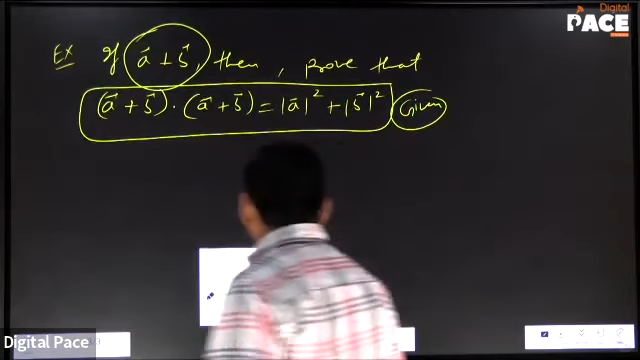 Digital
PACE
Ex If a⃗ ⊥ b⃗, then, prove that
(a⃗ + b⃗) · (a⃗ + b⃗) = |a⃗|² + |b⃗|² Given
Digital Pace